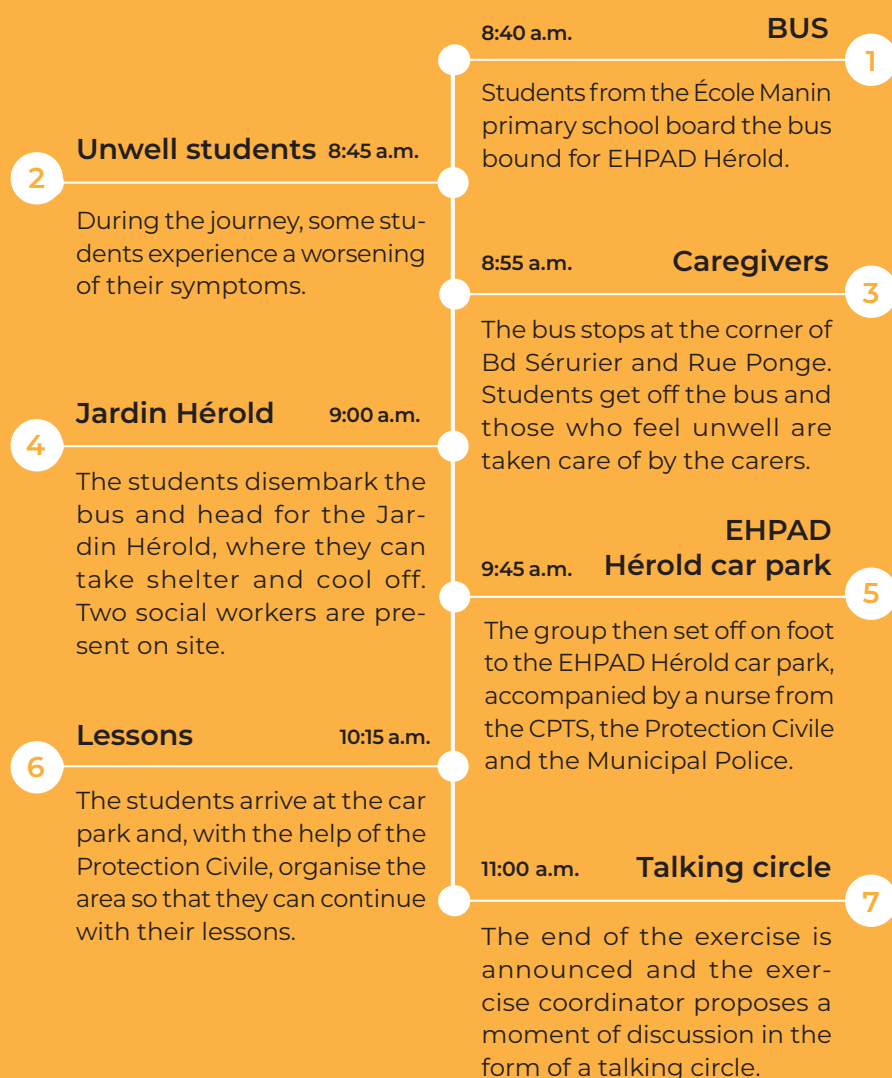 8:40 a.m. BUS
1
Students from the École Manin
primary school board the bus
bound for EHPAD Hérold.
Unwell students 8:45 a.m.
2
During the journey, some stu-
dents experience a worsening
of their symptoms.
8:55 a.m. Caregivers
3
The bus stops at the corner of
Bd Sérurier and Rue Ponge.
Students get off the bus and
those who feel unwell are
taken care of by the carers.
Jardin Hérold 9:00 a.m.
4
The students disembark the
bus and head for the Jar-
din Hérold, where they can
take shelter and cool off.
Two social workers are pre-
sent on site.
EHPAD
9:45 a.m. Hérold car park
5
The group then set off on foot
to the EHPAD Hérold car park,
accompanied by a nurse from
the CPTS, the Protection Civile
and the Municipal Police.
Lessons 10:15 a.m.
6
The students arrive at the car
park and, with the help of the
Protection Civile, organise the
area so that they can continue
with their lessons.
11:00 a.m. Talking circle
7
The end of the exercise is
announced and the exer-
cise coordinator proposes a
moment of discussion in the
form of a talking circle.